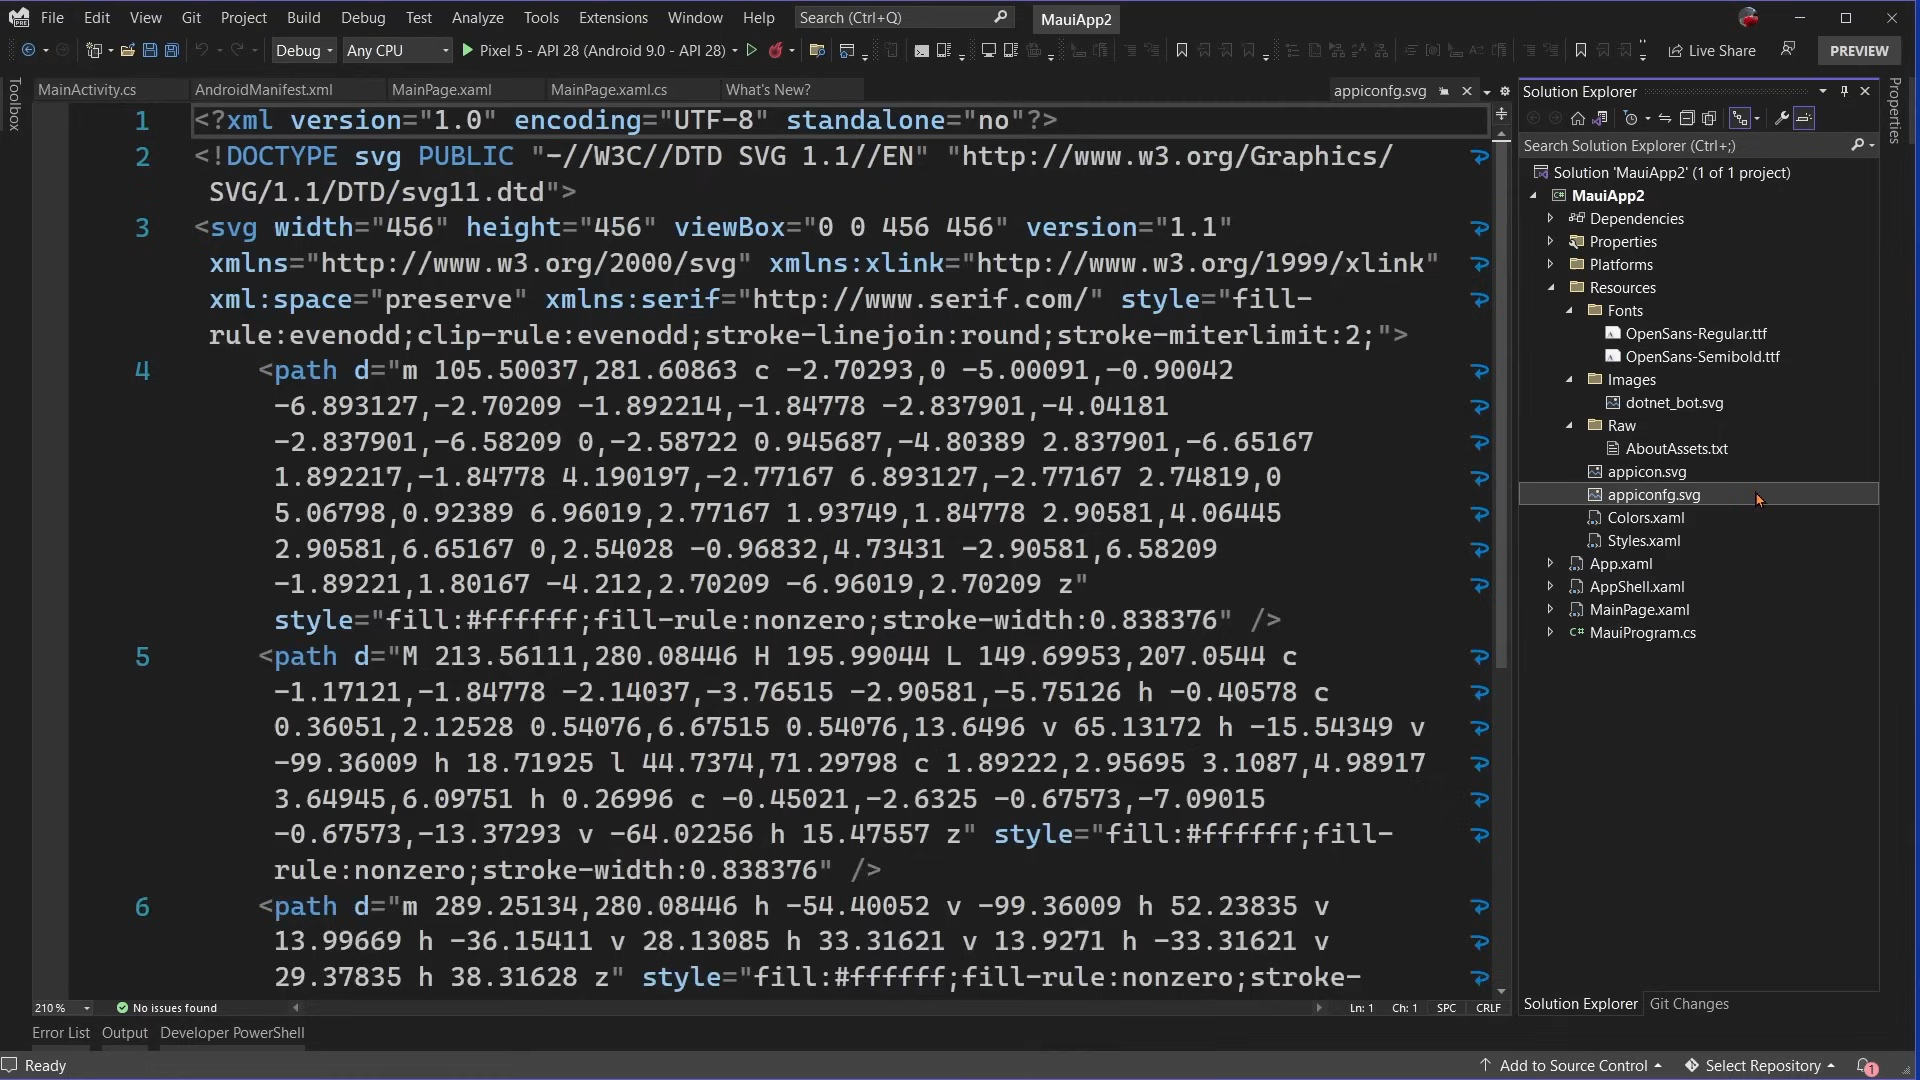 File Edit View Git Project Build Debug Test Analyze Tools Extensions Window Help Search (Ctrl+Q) MauiApp2
Debug Any CPU Pixel 5 - API 28 (Android 9.0 - API 28) Live Share PREVIEW
Toolbox
MainActivity.cs AndroidManifest.xml MainPage.xaml MainPage.xaml.cs What's New? appiconfg.svg
1 <?xml version="1.0" encoding="UTF-8" standalone="no"?>
2 <!DOCTYPE svg PUBLIC "-//W3C//DTD SVG 1.1//EN" "http://www.w3.org/Graphics/
SVG/1.1/DTD/svg11.dtd">
3 <svg width="456" height="456" viewBox="0 0 456 456" version="1.1"
xmlns="http://www.w3.org/2000/svg" xmlns:xlink="http://www.w3.org/1999/xlink"
xml:space="preserve" xmlns:serif="http://www.serif.com/" style="fill-
rule:evenodd;clip-rule:evenodd;stroke-linejoin:round;stroke-miterlimit:2;">
4 <path d="m 105.50037,281.60863 c -2.70293,0 -5.00091,-0.90042
-6.893127,-2.70209 -1.892214,-1.84778 -2.837901,-4.04181
-2.837901,-6.58209 0,-2.58722 0.945687,-4.80389 2.837901,-6.65167
1.892217,-1.84778 4.190197,-2.77167 6.893127,-2.77167 2.74819,0
5.06798,0.92389 6.96019,2.77167 1.93749,1.84778 2.90581,4.06445
2.90581,6.65167 0,2.54028 -0.96832,4.73431 -2.90581,6.58209
-1.89221,1.80167 -4.212,2.70209 -6.96019,2.70209 z"
style="fill:#ffffff;fill-rule:nonzero;stroke-width:0.838376" />
5 <path d="M 213.56111,280.08446 H 195.99044 L 149.69953,207.0544 c
-1.17121,-1.84778 -2.14037,-3.76515 -2.90581,-5.75126 h -0.40578 c
0.36051,2.12528 0.54076,6.67515 0.54076,13.6496 v 65.13172 h -15.54349 v
-99.36009 h 18.71925 l 44.7374,71.29798 c 1.89222,2.95695 3.1087,4.98917
3.64945,6.09751 h 0.26996 c -0.45021,-2.6325 -0.67573,-7.09015
-0.67573,-13.37293 v -64.02256 h 15.47557 z" style="fill:#ffffff;fill-
rule:nonzero;stroke-width:0.838376" />
6 <path d="m 289.25134,280.08446 h -54.40052 v -99.36009 h 52.23835 v
13.99669 h -36.15411 v 28.13085 h 33.31621 v 13.9271 h -33.31621 v
29.37835 h 38.31628 z" style="fill:#ffffff;fill-rule:nonzero;stroke-
210 % No issues found Ln: 1 Ch: 1 SPC CRLF
Error List Output Developer PowerShell
Solution Explorer
Search Solution Explorer (Ctrl+;)
Solution 'MauiApp2' (1 of 1 project)
MauiApp2
Dependencies
Properties
Platforms
Resources
Fonts
OpenSans-Regular.ttf
OpenSans-Semibold.ttf
Images
dotnet_bot.svg
Raw
AboutAssets.txt
appicon.svg
appiconfg.svg
Colors.xaml
Styles.xaml
App.xaml
AppShell.xaml
MainPage.xaml
C# MauiProgram.cs
Solution Explorer Git Changes
Properties
Ready Add to Source Control Select Repository 1